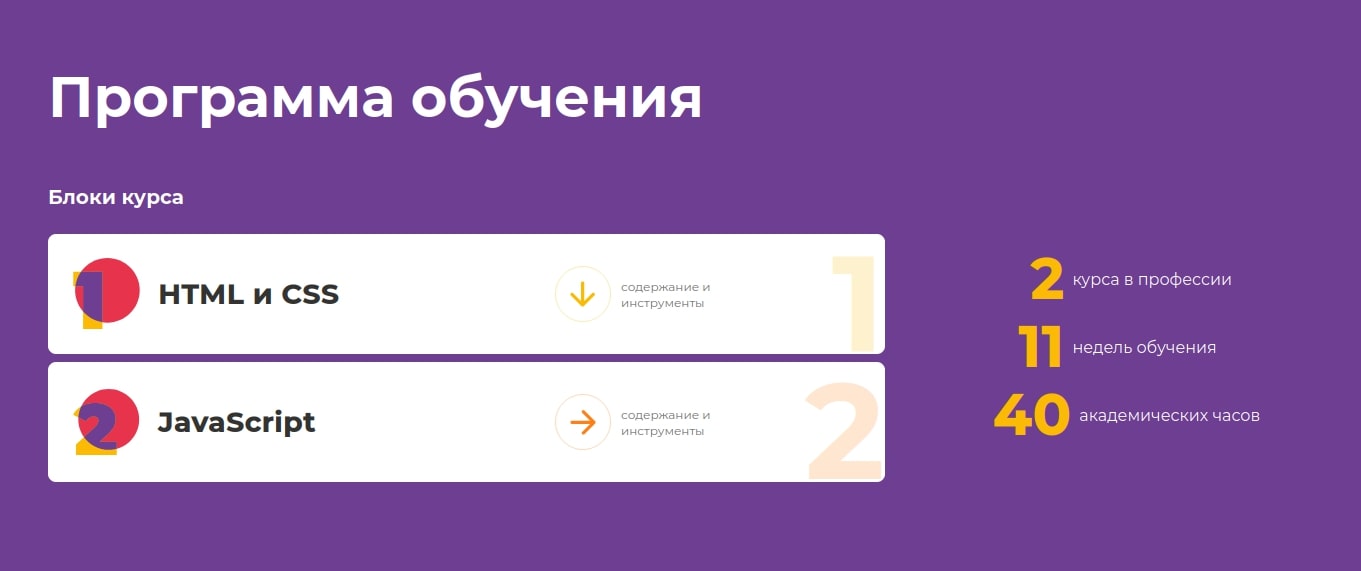 Программа обучения
Блоки курса
1
HTML и CSS
содержание и
инструменты
1
2
JavaScript
содержание и
инструменты
2
2 курса в профессии
11 недель обучения
40 академических часов